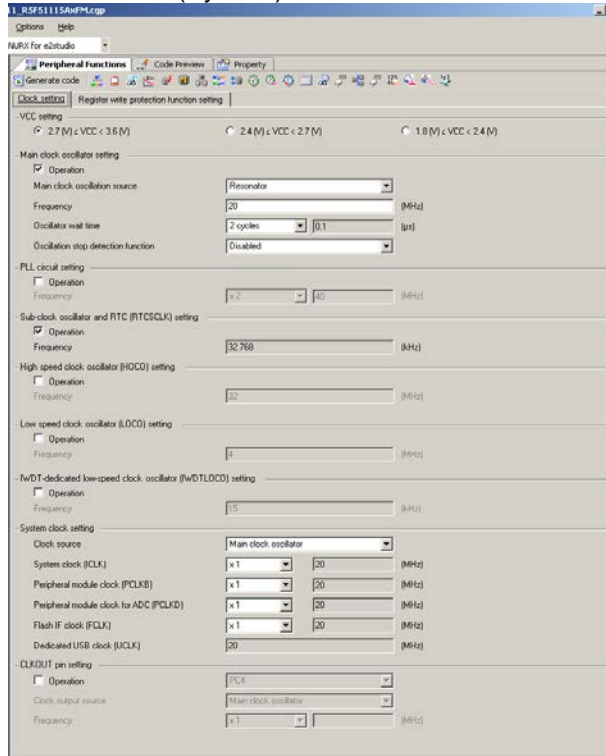 11_R5F51115AxFM.cgp
Options Help
NURX for e2studio
Peripheral Functions Code Preview Property
Generate code
Clock setting Register write protection function setting
VCC setting
2.7 (V) ≤ VCC < 3.6 (V) 2.4 (V) ≤ VCC < 2.7 (V) 1.8 (V) ≤ VCC < 2.4 (V)
Main clock oscillator setting
Operation
Main clock oscillation source Resonator
Frequency 20 (MHz)
Oscillator wait time 2 cycles 0.1 (μs)
Oscillation stop detection function Disabled
PLL circuit setting
Operation
Frequency x 2 40 (MHz)
Sub-clock oscillator and RTC (RTCSCLK) setting
Operation
Frequency 32.768 (kHz)
High speed clock oscillator (HOCO) setting
Operation
Frequency 32 (MHz)
Low speed clock oscillator (LOCO) setting
Operation
Frequency 4 (MHz)
IWDT-dedicated low-speed clock oscillator (IWDTLOCO) setting
Operation
Frequency 15 (kHz)
System clock setting
Clock source Main clock oscillator
System clock (ICLK) x 1 20 (MHz)
Peripheral module clock (PCLKB) x 1 20 (MHz)
Peripheral module clock for ADC (PCLKD) x 1 20 (MHz)
Flash IF clock (FCLK) x 1 20 (MHz)
Dedicated USB clock (UCLK) 20 (MHz)
CLKOUT pin setting
Operation PC4
Clock output source Main clock oscillator
Frequency x 1 (MHz)